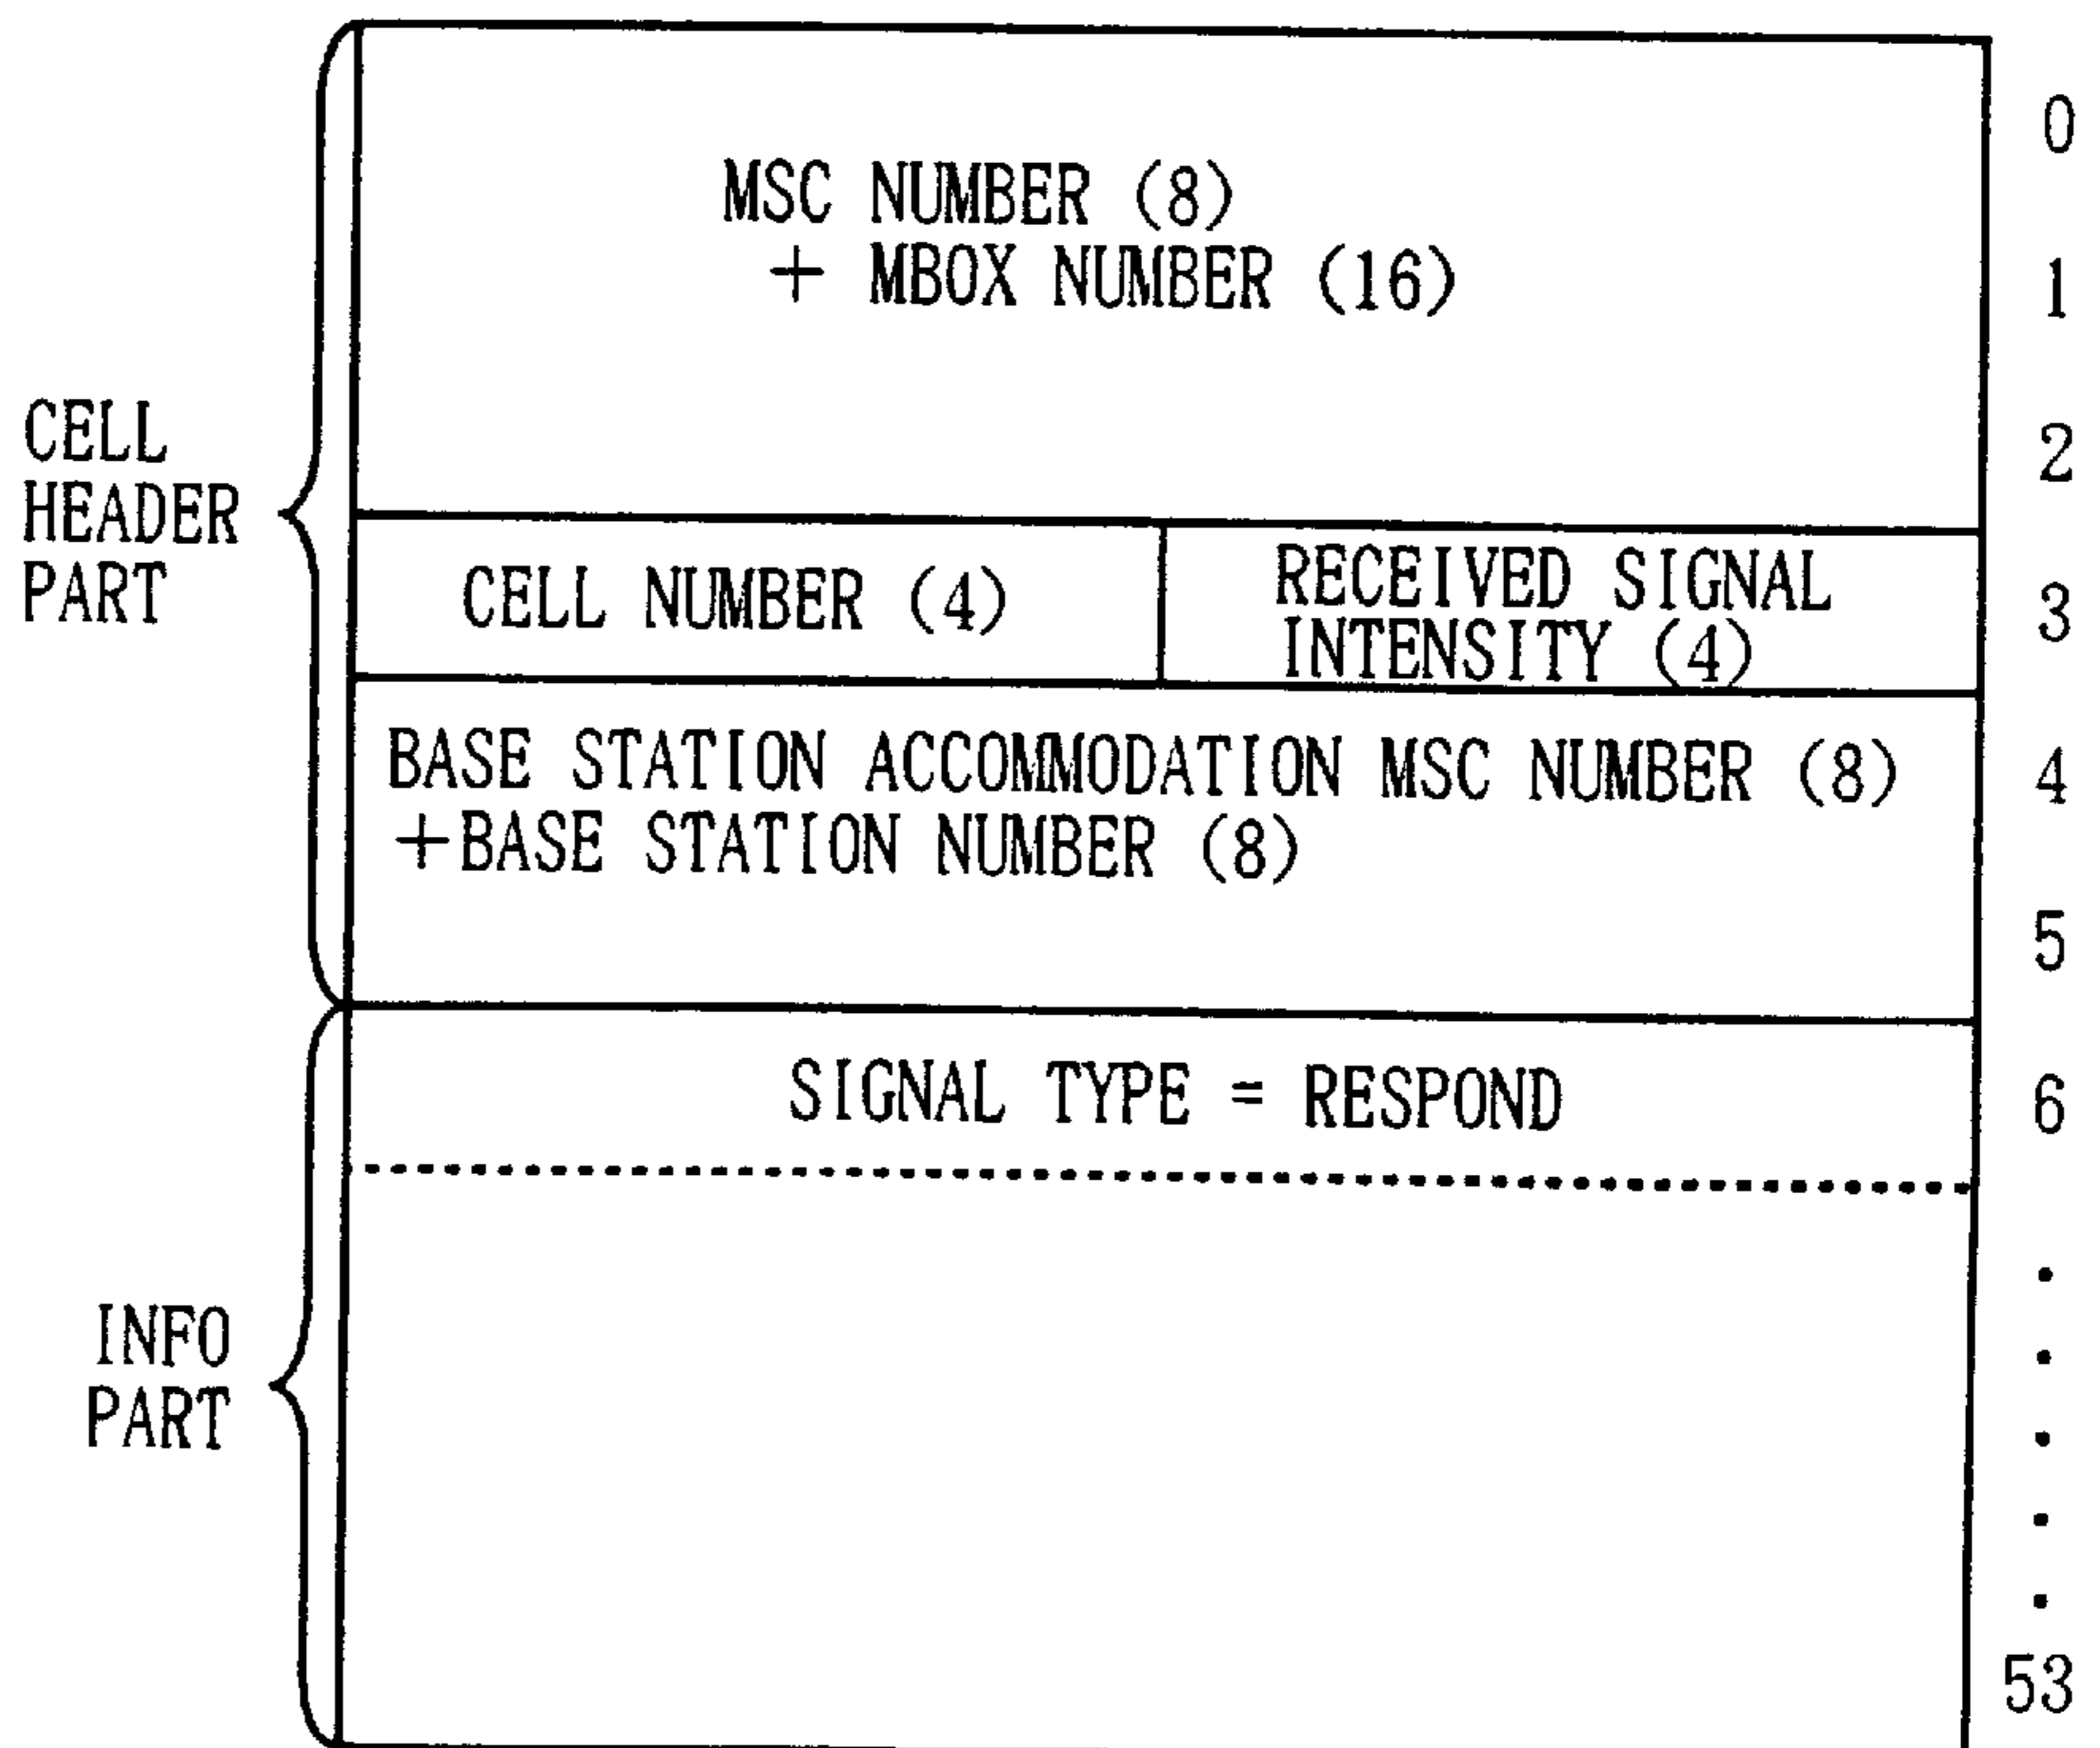 0
MSC NUMBER (8)
+ MBOX NUMBER (16)
1
2
CELL
HEADER
PART
CELL NUMBER (4)
RECEIVED SIGNAL
INTENSITY (4)
3
BASE STATION ACCOMMODATION MSC NUMBER (8)
+BASE STATION NUMBER (8)
4
5
SIGNAL TYPE = RESPOND
6
INFO
PART
53